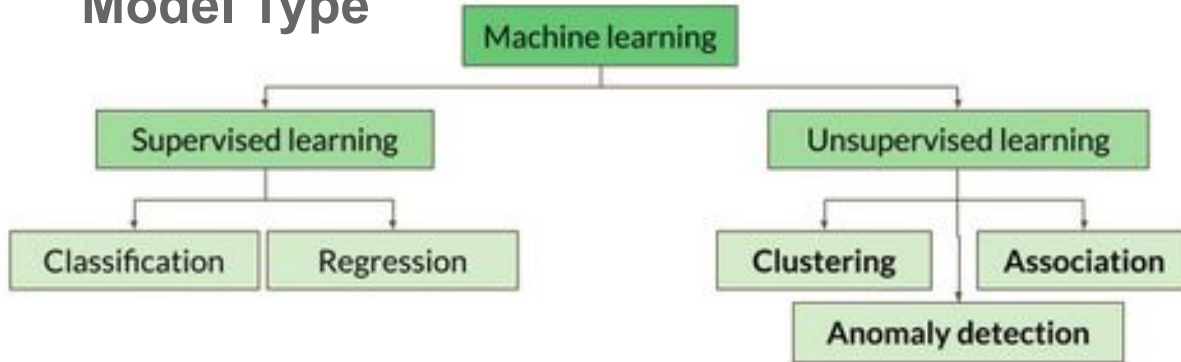 Model Type
Machine learning
Supervised learning
Unsupervised learning
Classification
Regression
Clustering
Association
Anomaly detection